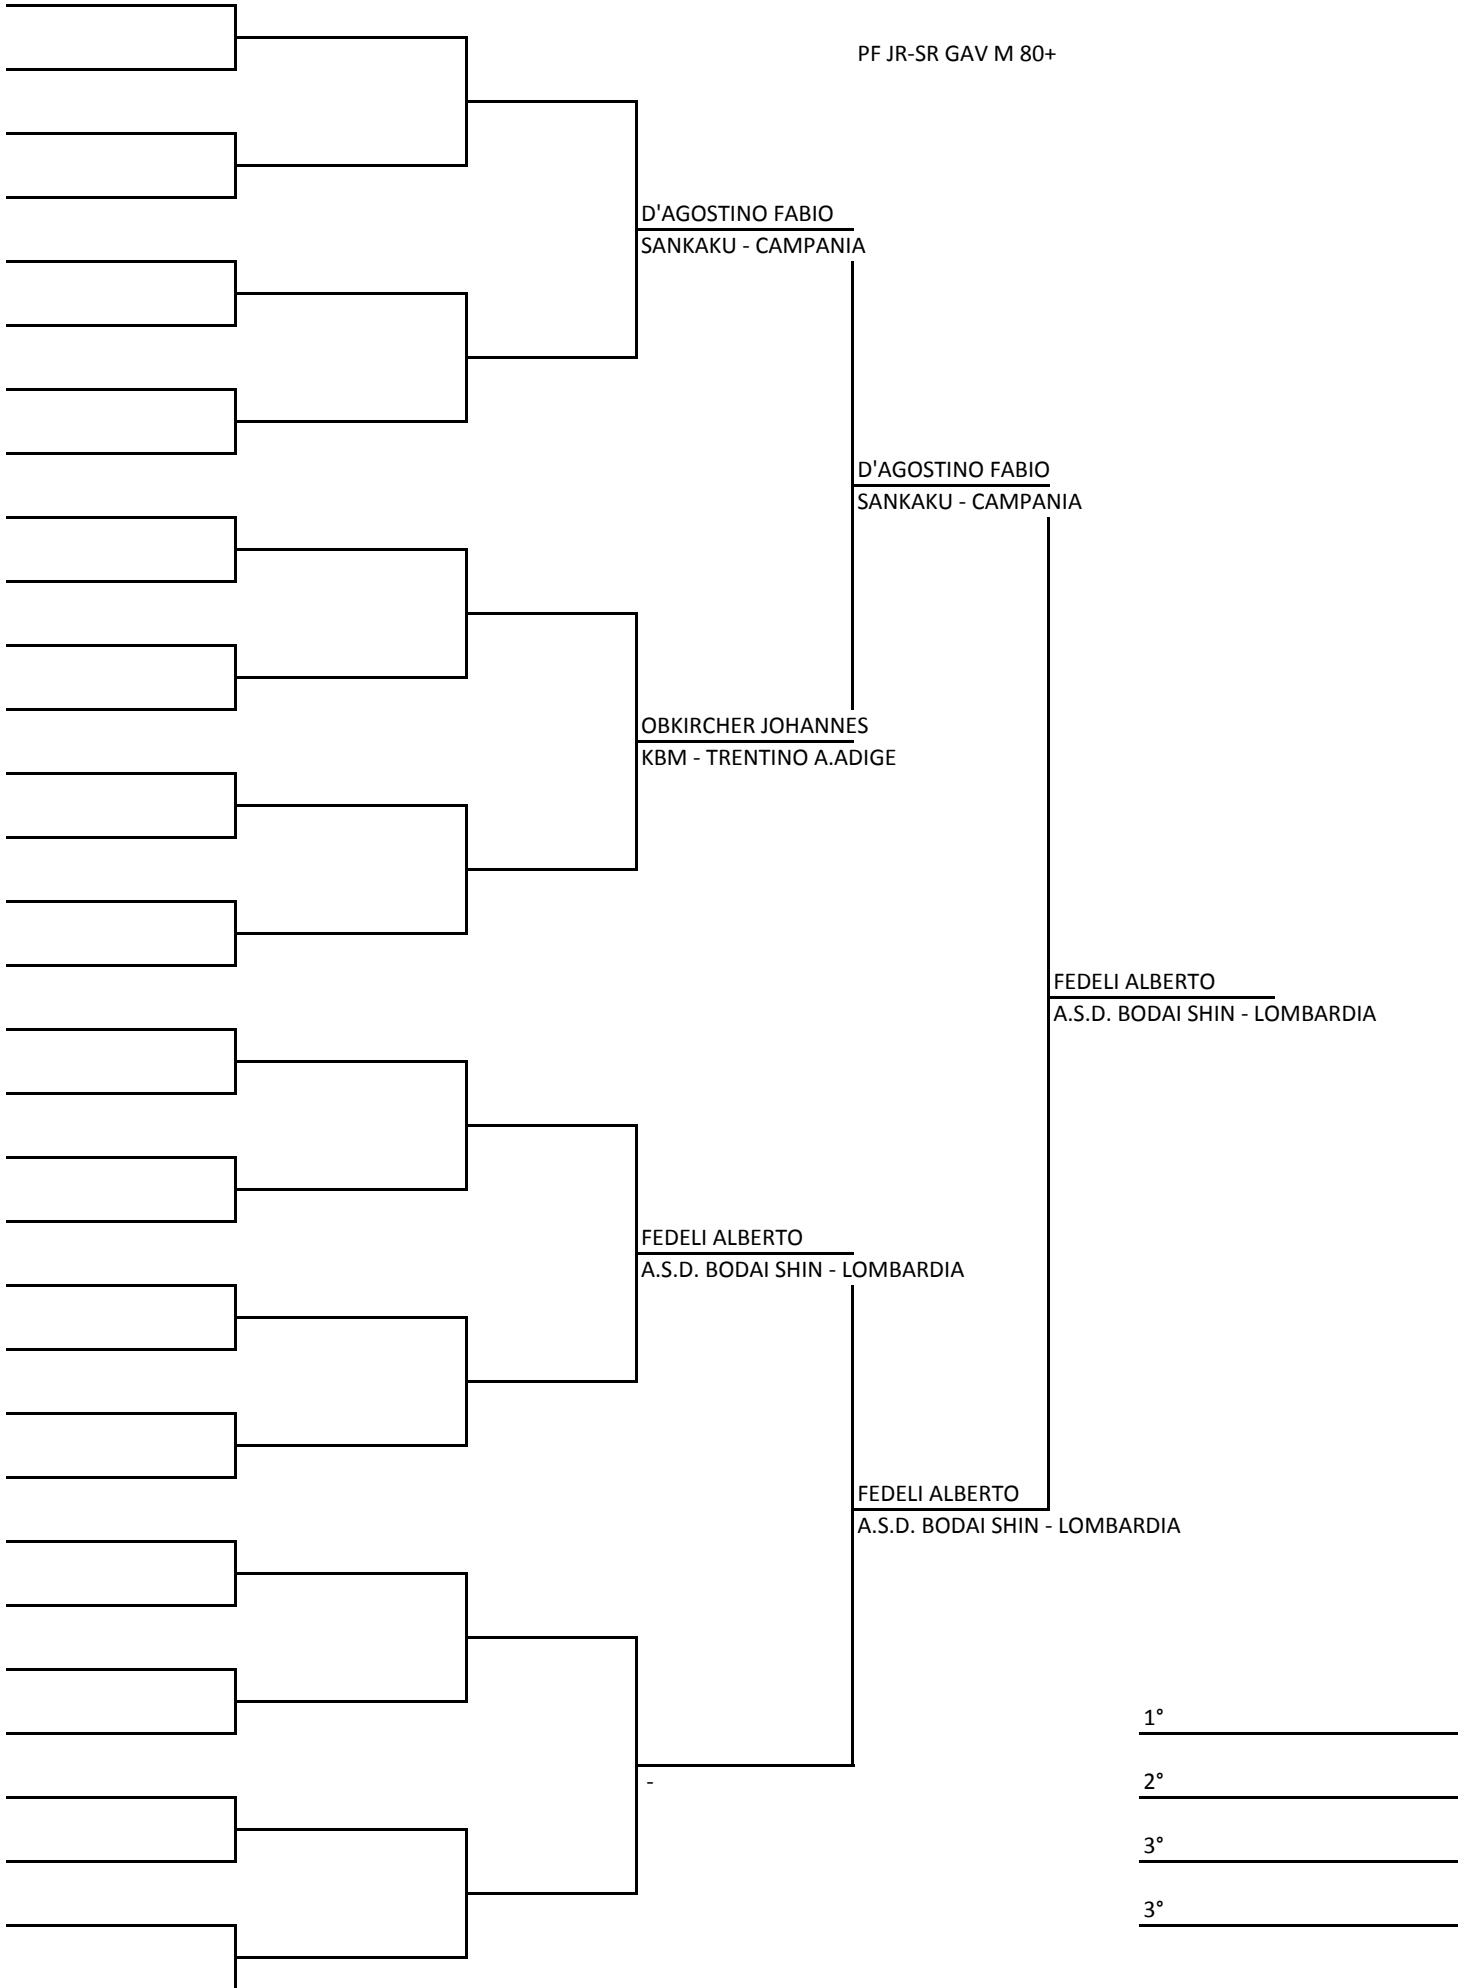 PF JR-SR GAV M 80+
D'AGOSTINO FABIO
SANKAKU - CAMPANIA
D'AGOSTINO FABIO
SANKAKU - CAMPANIA
OBKIRCHER JOHANNES
KBM - TRENTINO A.ADIGE
FEDELI ALBERTO
A.S.D. BODAI SHIN - LOMBARDIA
FEDELI ALBERTO
A.S.D. BODAI SHIN - LOMBARDIA
FEDELI ALBERTO
A.S.D. BODAI SHIN - LOMBARDIA
1°
-
2°
3°
3°